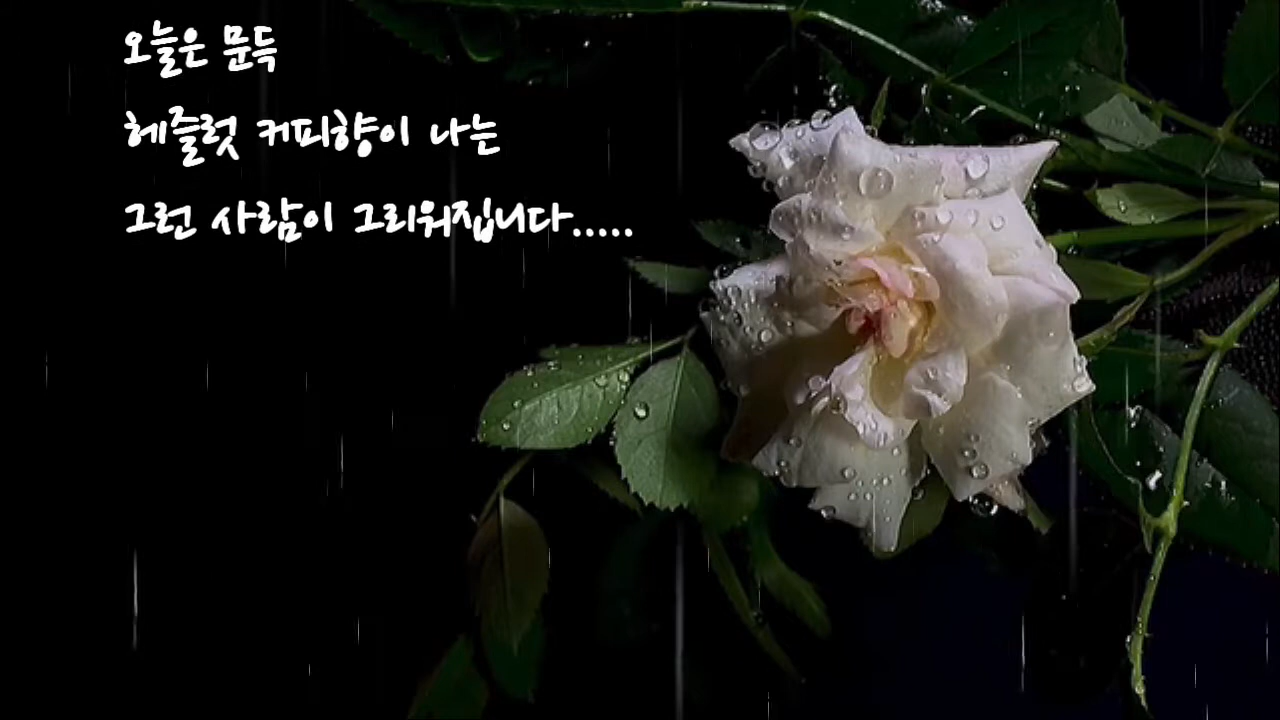 오늘은 문득
헤즐럿 커피향이 나는
그런 사람이 그리워집니다.....